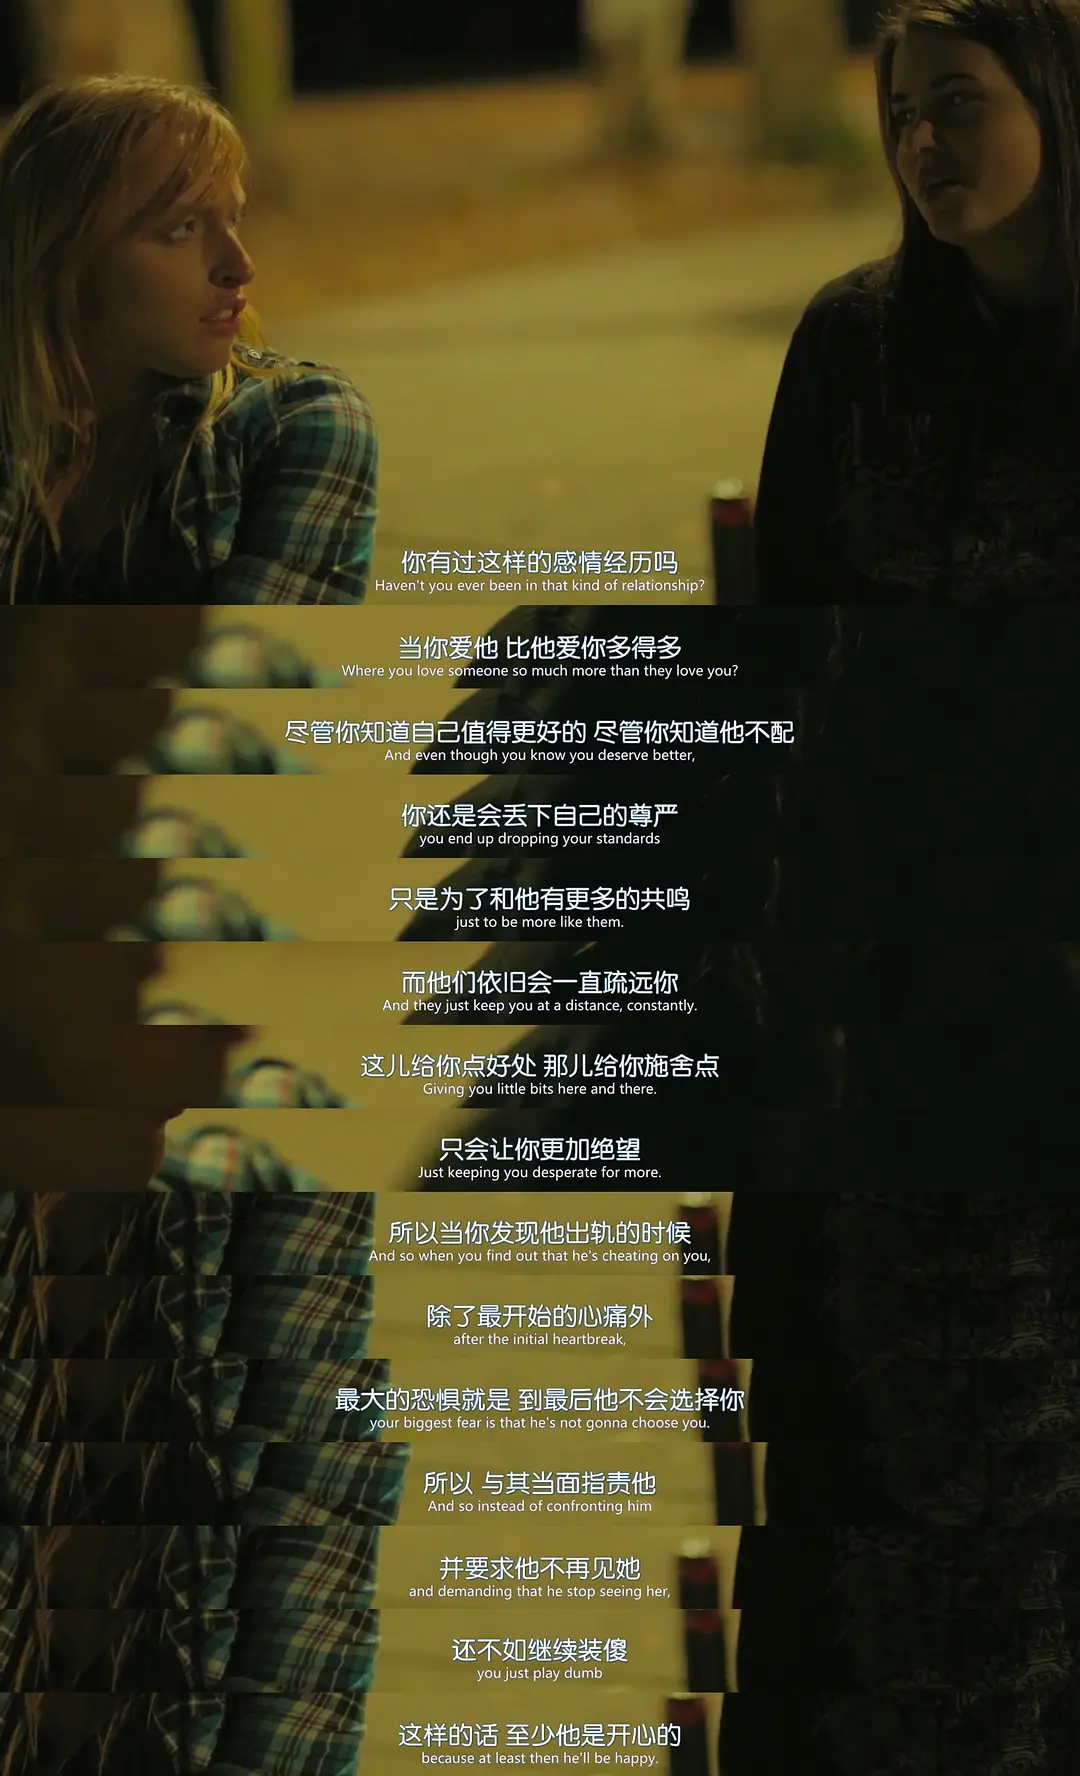 你有过这样的感情经历吗
Haven't you ever been in that kind of relationship?
当你爱他 比他爱你多得多
Where you love someone so much more than they love you?
尽管你知道自己值得更好的 尽管你知道他不配
And even though you know you deserve better,
你还是会丢下自己的尊严
you end up dropping your standards
只是为了和他有更多的共鸣
just to be more like them.
而他们依旧会一直疏远你
And they just keep you at a distance, constantly.
这儿给你点好处 那儿给你施舍点
Giving you little bits here and there.
只会让你更加绝望
Just keeping you desperate for more.
所以当你发现他出轨的时候
And so when you find out that he's cheating on you,
除了最开始的心痛外
after the initial heartbreak,
最大的恐惧就是 到最后他不会选择你
your biggest fear is that he's not gonna choose you.
所以 与其当面指责他
And so instead of confronting him
并要求他不再见她
and demanding that he stop seeing her,
还不如继续装傻
you just play dumb
这样的话 至少他是开心的
because at least then he'll be happy.